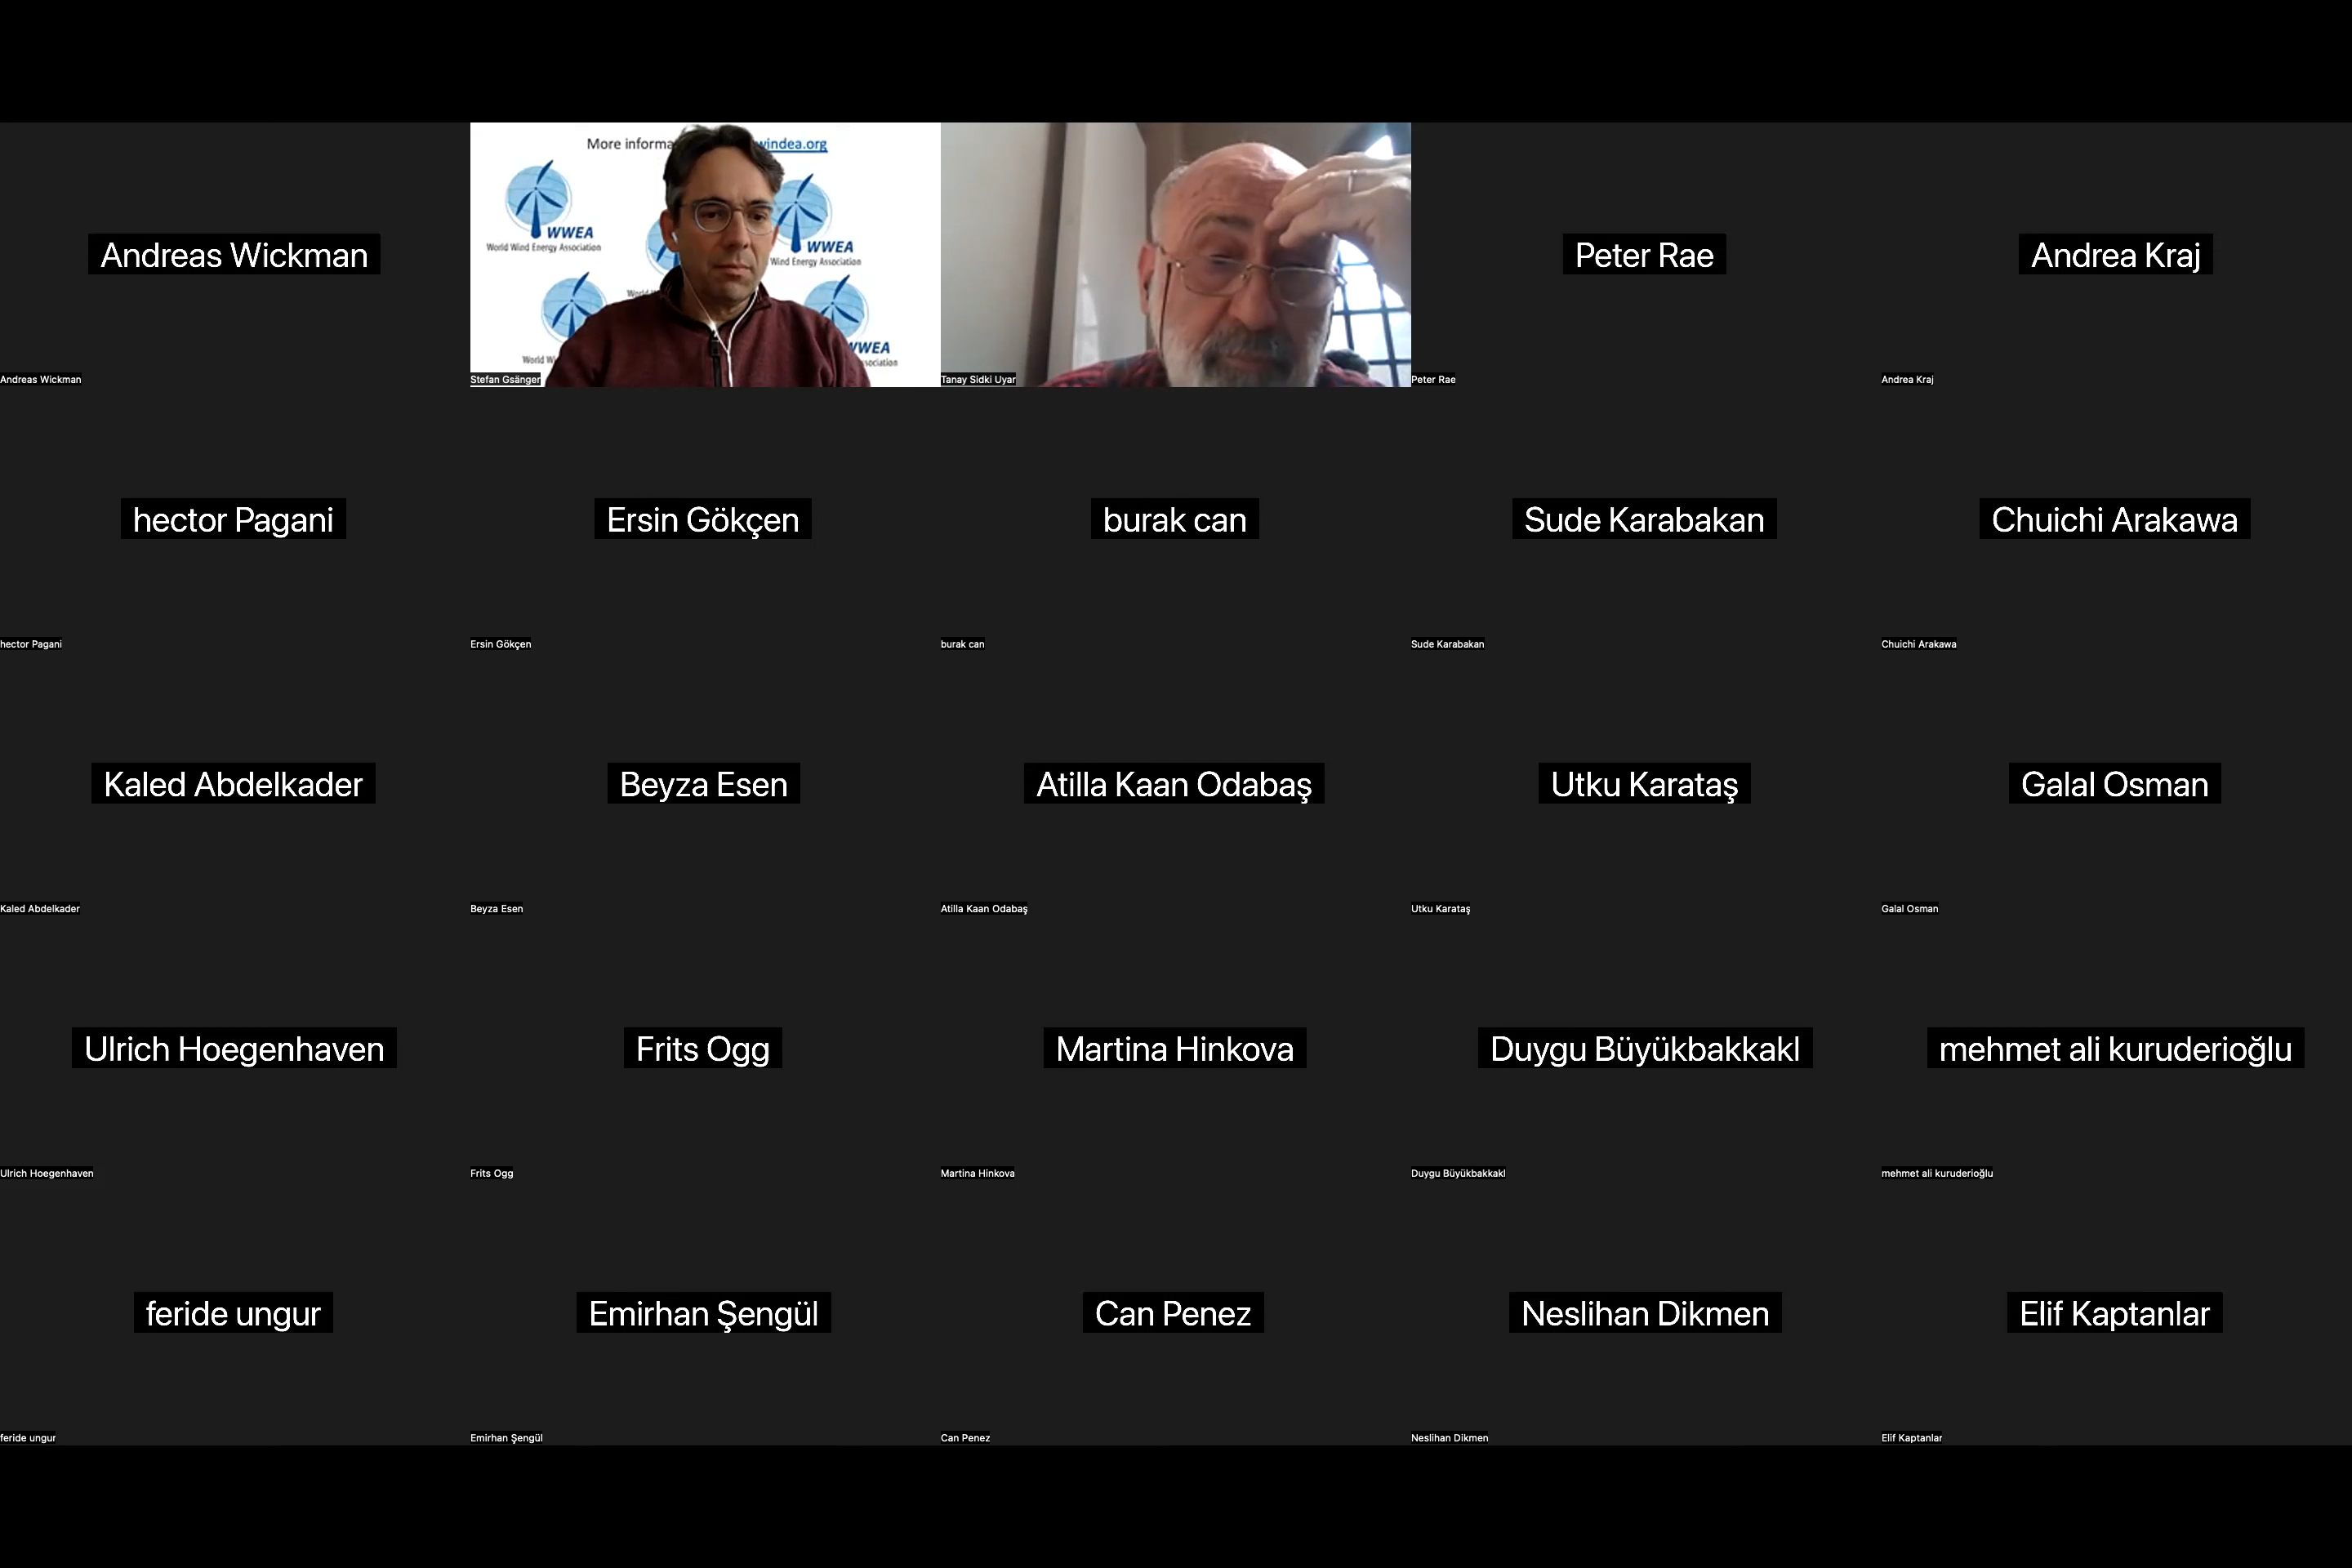 Andreas Wickman
Andreas Wickman
More informa
windea.org
WWEA
World Wind Energy Association
WWEA
Wind Energy Association
World Wi
WWEA
sociation
Stefan Gsänger
Tanay Sidki Uyar
Peter Rae
Peter Rae
Andrea Kraj
Andrea Kraj
hector Pagani
hector Pagani
Ersin Gökçen
Ersin Gökçen
burak can
burak can
Sude Karabakan
Sude Karabakan
Chuichi Arakawa
Chuichi Arakawa
Kaled Abdelkader
Kaled Abdelkader
Beyza Esen
Beyza Esen
Atilla Kaan Odabaş
Atilla Kaan Odabaş
Utku Karataş
Utku Karataş
Galal Osman
Galal Osman
Ulrich Hoegenhaven
Ulrich Hoegenhaven
Frits Ogg
Frits Ogg
Martina Hinkova
Martina Hinkova
Duygu Büyükbakkakl
Duygu Büyükbakkakl
mehmet ali kuruderioğlu
mehmet ali kuruderioğlu
feride ungur
feride ungur
Emirhan Şengül
Emirhan Şengül
Can Penez
Can Penez
Neslihan Dikmen
Neslihan Dikmen
Elif Kaptanlar
Elif Kaptanlar